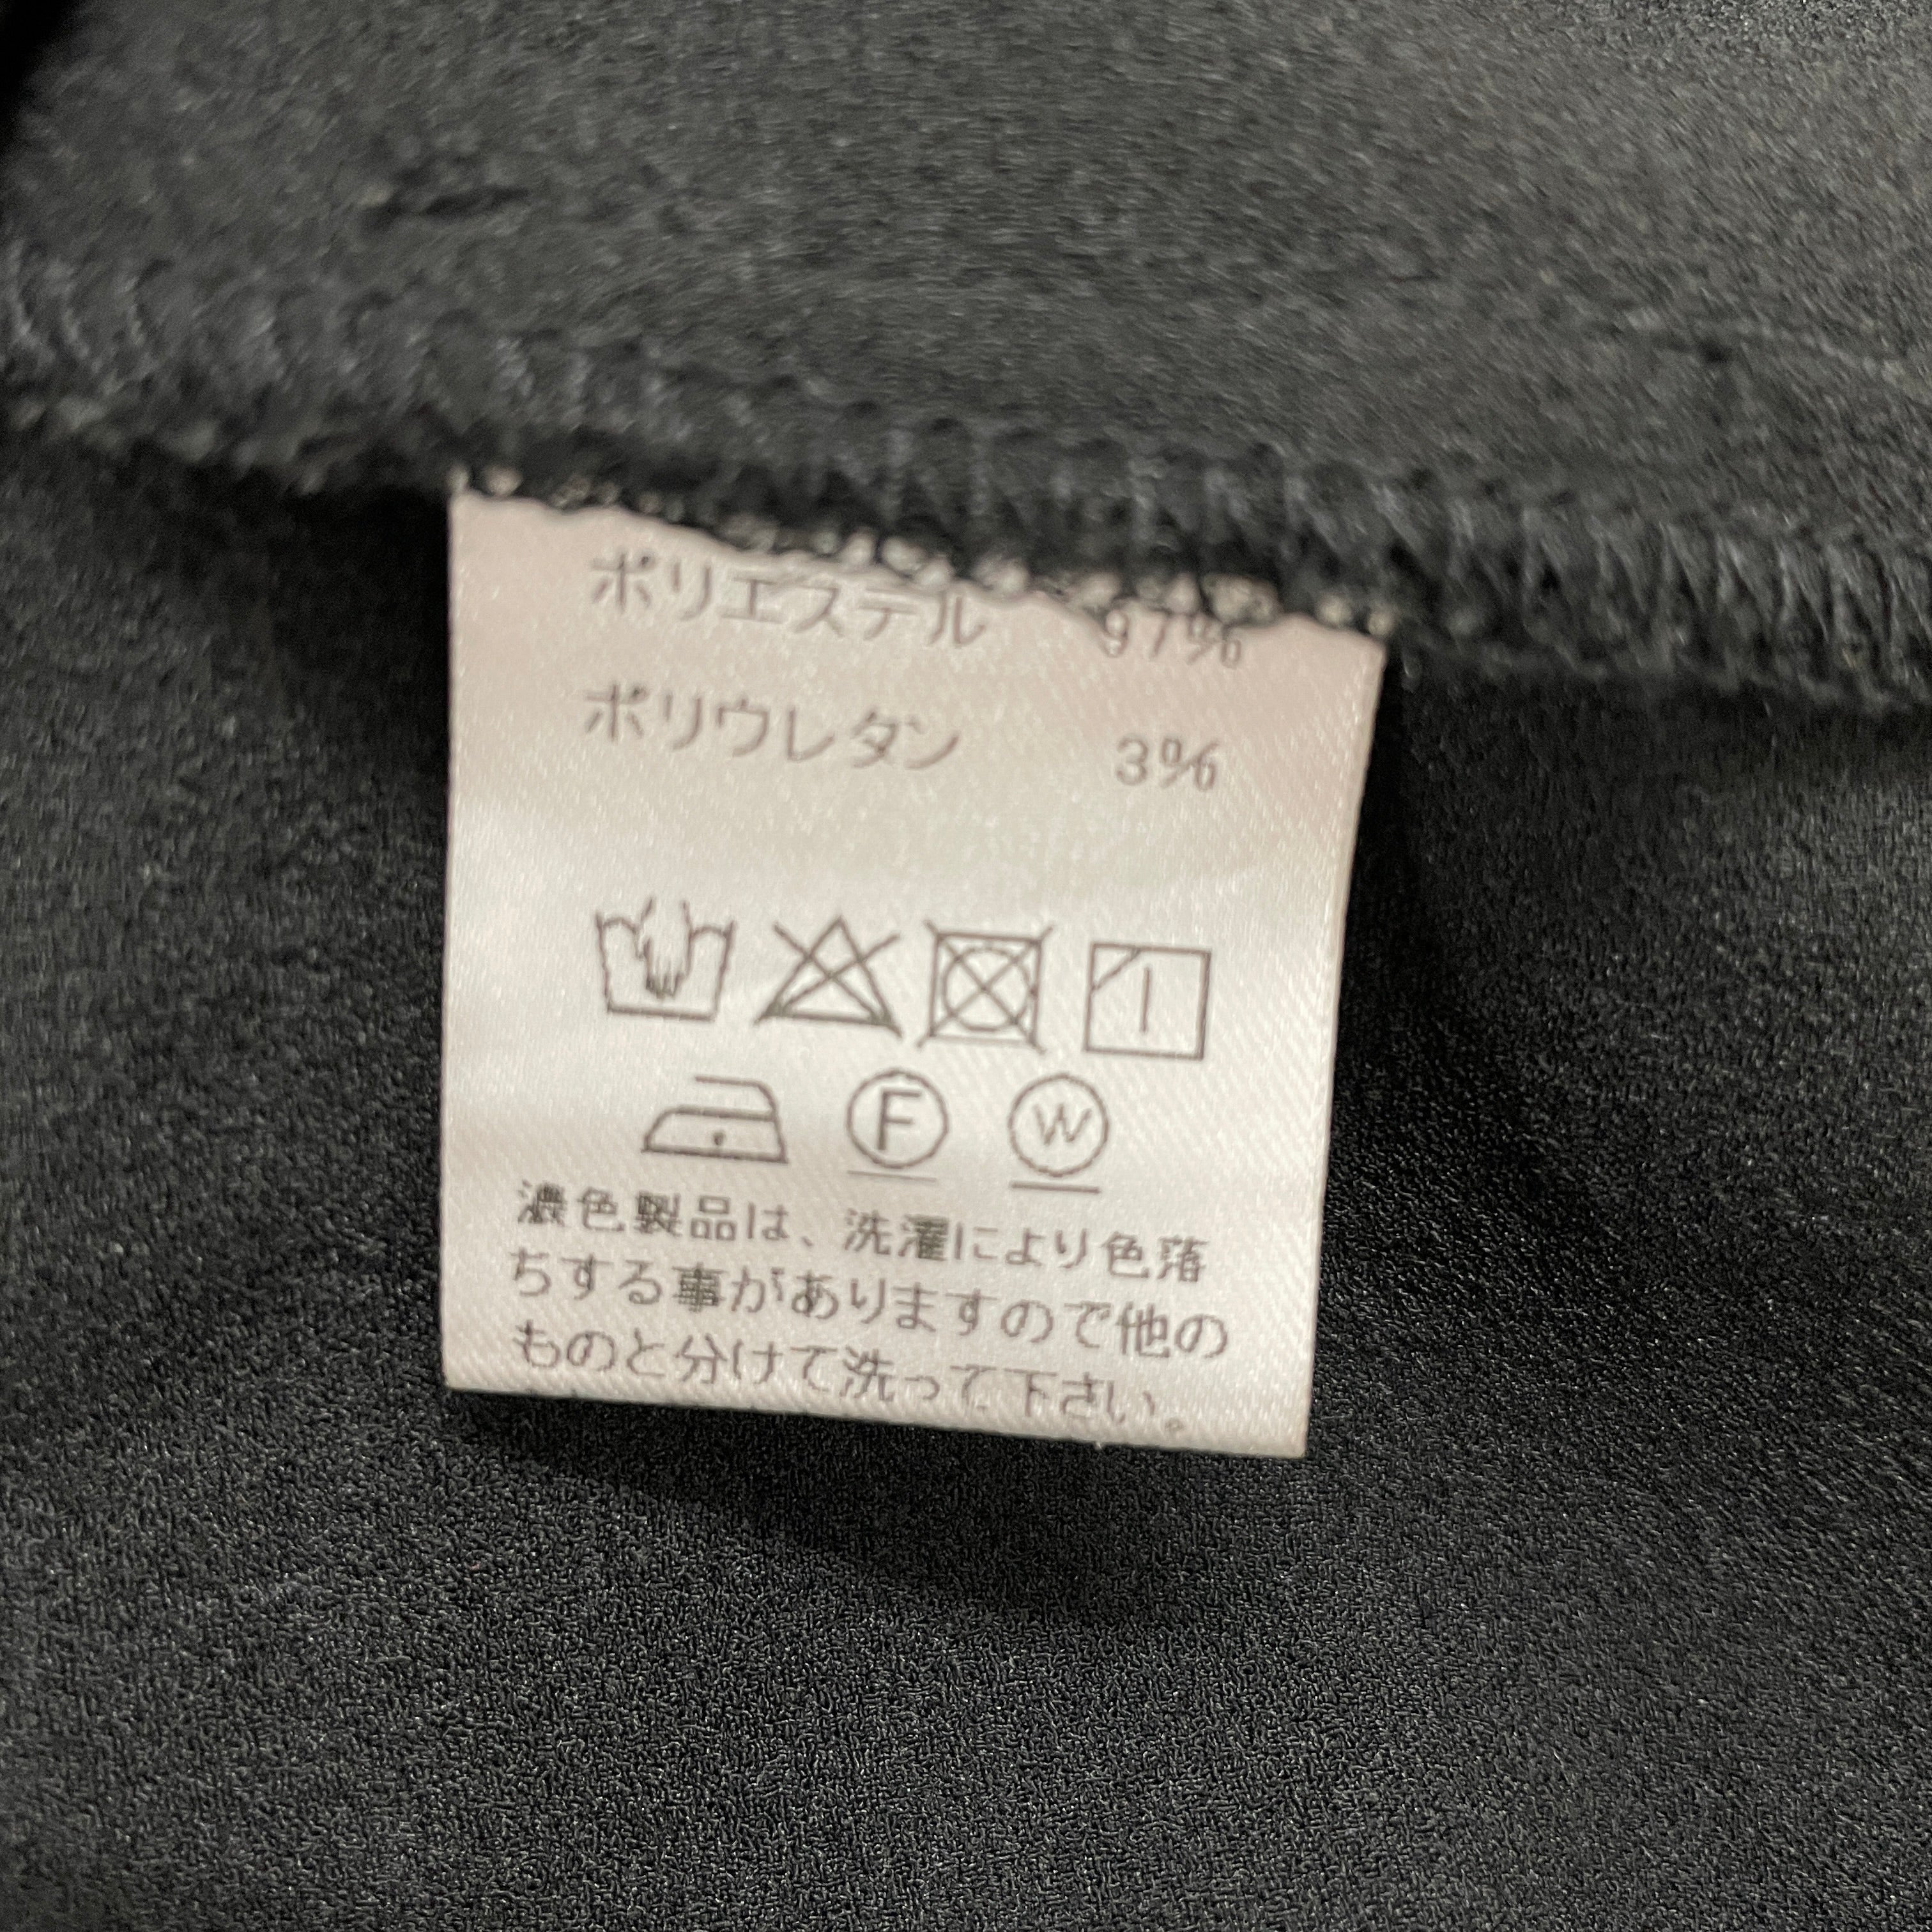 ポリエステル 97%
ポリウレタン 3%
F W
濃色製品は、洗濯により色落
ちする事がありますので他の
ものと分けて洗って下さい。